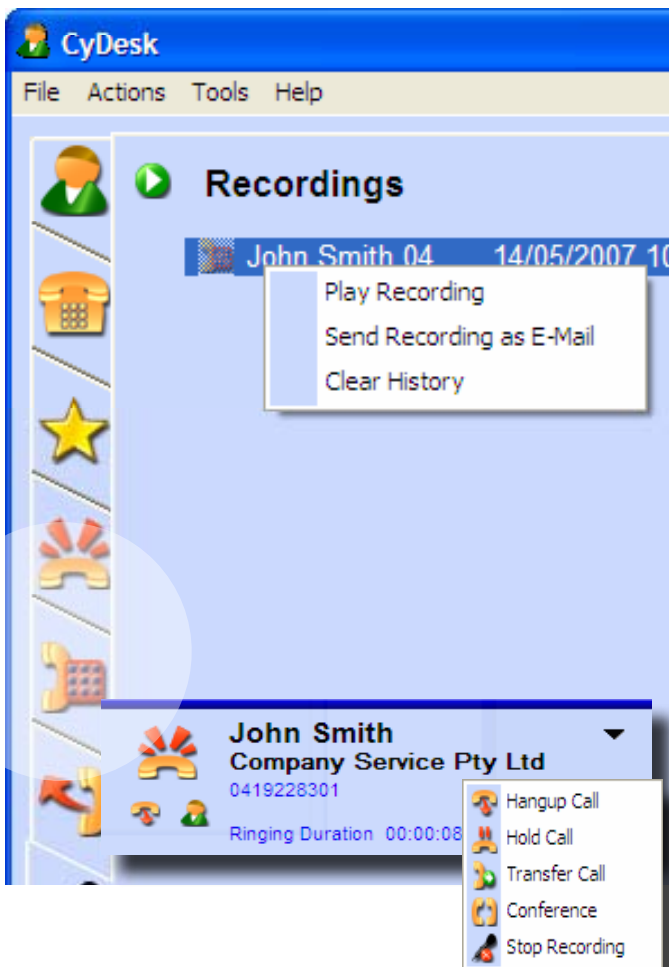 CyDesk
File Actions Tools Help
Recordings
John Smith 04 14/05/2007 10
Play Recording
Send Recording as E-Mail
Clear History
John Smith
Company Service Pty Ltd
0419228301
Ringing Duration 00:00:08
Hangup Call
Hold Call
Transfer Call
Conference
Stop Recording